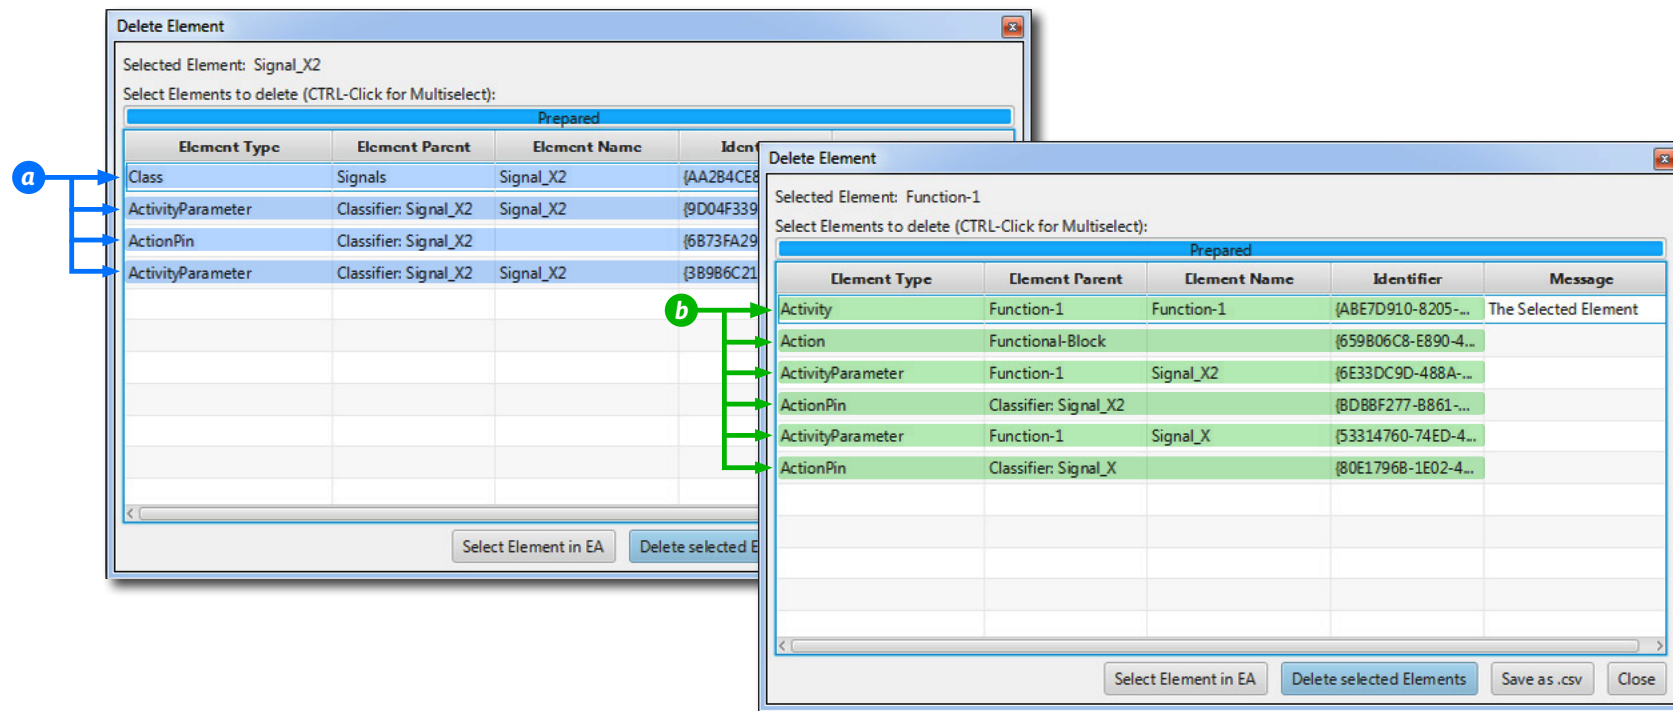 Delete Element
Selected Element: Signal_X2
Select Elements to delete (CTRL-Click for Multiselect):
Prepared
Element Type Element Parent Element Name Ident
a
Class Signals Signal_X2 {AA2B4CE8
ActivityParameter Classifier: Signal_X2 Signal_X2 {9D04F339
ActionPin Classifier: Signal_X2 {6B73FA29
ActivityParameter Classifier: Signal_X2 Signal_X2 {3B9B6C21
Select Element in EA Delete selected E
Delete Element
Selected Element: Function-1
Select Elements to delete (CTRL-Click for Multiselect):
Prepared
Element Type Element Parent Element Name Identifier Message
b
Activity Function-1 Function-1 {ABE7D910-8205-... The Selected Element
Action Functional-Block {659B06C8-E890-4...
ActivityParameter Function-1 Signal_X2 {6E33DC9D-488A-...
ActionPin Classifier: Signal_X2 {BDBBF277-B861-...
ActivityParameter Function-1 Signal_X {53314760-74ED-4...
ActionPin Classifier: Signal_X {80E1796B-1E02-4...
Select Element in EA Delete selected Elements Save as .csv Close